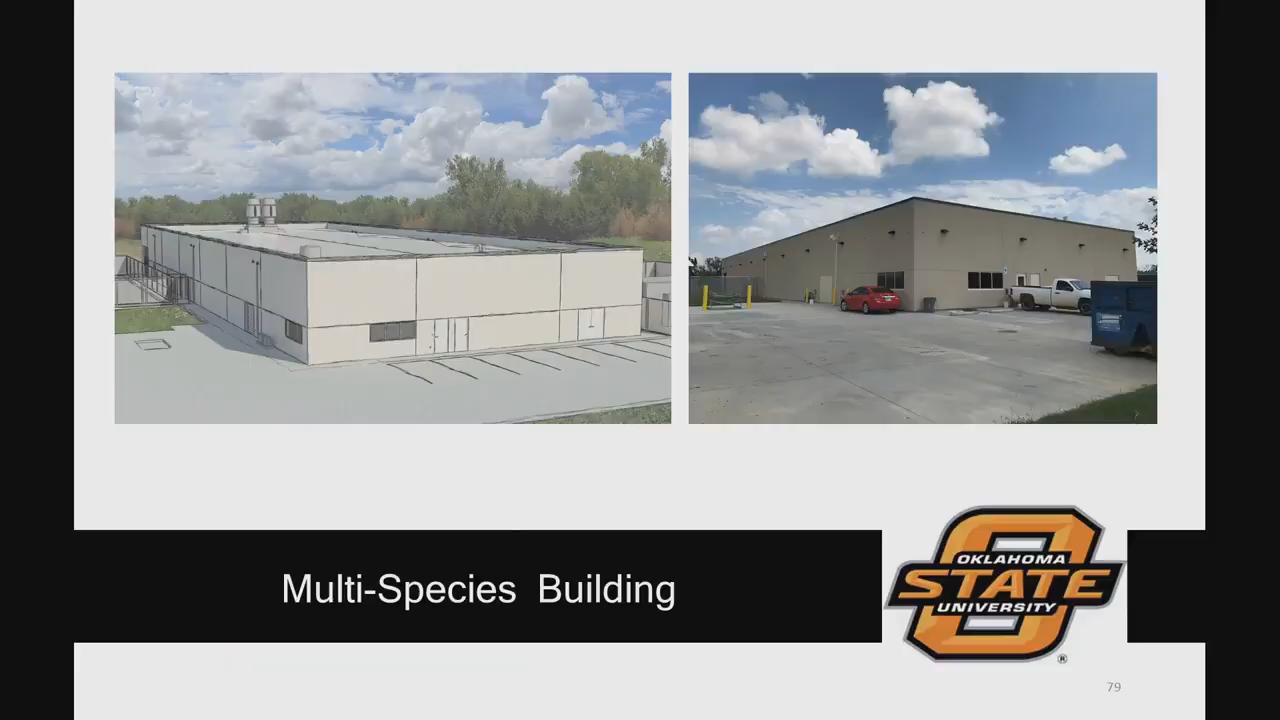 Multi-Species Building
OKLAHOMA
STATE
UNIVERSITY
®
79